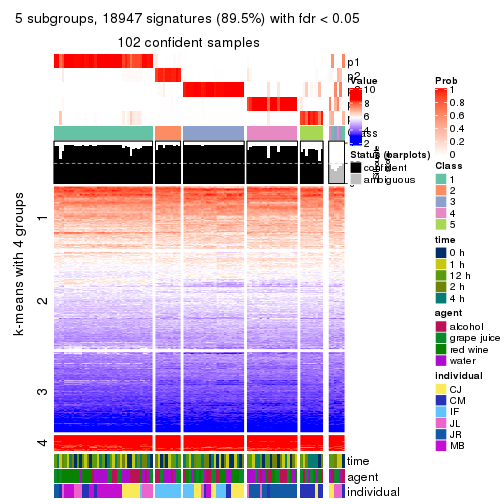 5 subgroups, 18947 signatures (89.5%) with fdr < 0.05
102 confident samples
p1
p2
k-means with 4 groups
1
2
3
4
time
agent
individual
Value
10
8
6
4
2
Status (barplots)
confident
ambiguous
Prob
1
0.8
0.6
0.4
0.2
0
Class
1
2
3
4
5
time
0 h
1 h
12 h
2 h
4 h
agent
alcohol
grape juice
red wine
water
individual
CJ
CM
IF
JL
JR
MB